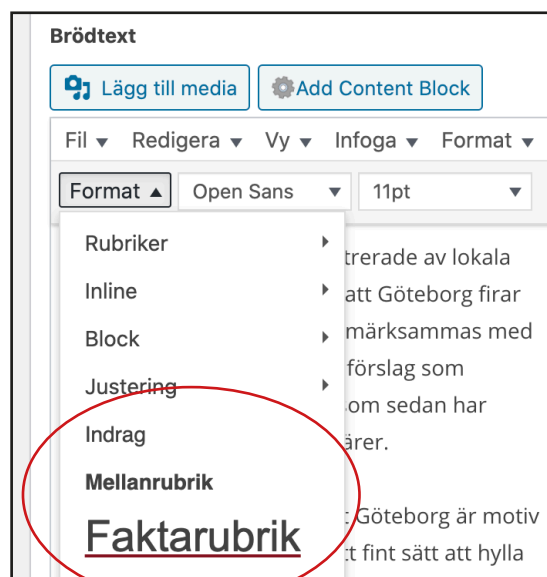 Brödtext
Lägg till media Add Content Block
Fil Redigera Vy Infoga Format
Format Open Sans 11pt
Rubriker
trerade av lokala
Inline
att Göteborg firar
Block
märksammas med
förslag som
Justering
om sedan har
Indrag
ärer.
Mellanrubrik
Göteborg är motiv
Faktarubrik
tt fint sätt att hylla